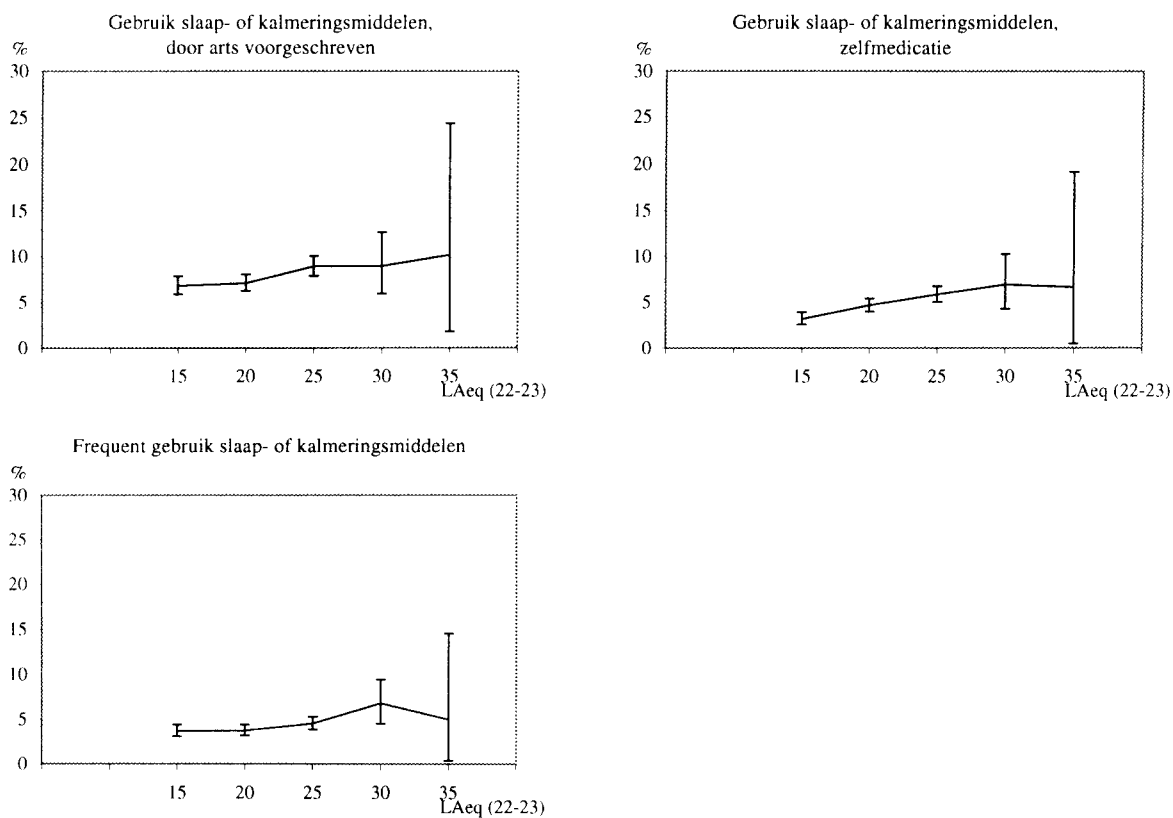 Gebruik slaap- of kalmeringsmiddelen,
door arts voorgeschreven
%
30
25
20
15
10
5
0
15 20 25 30 35
LAeq (22-23)
Gebruik slaap- of kalmeringsmiddelen,
zelfmedicatie
%
30
25
20
15
10
5
0
15 20 25 30 35
LAeq (22-23)
Frequent gebruik slaap- of kalmeringsmiddelen
%
30
25
20
15
10
5
0
15 20 25 30 35
LAeq (22-23)